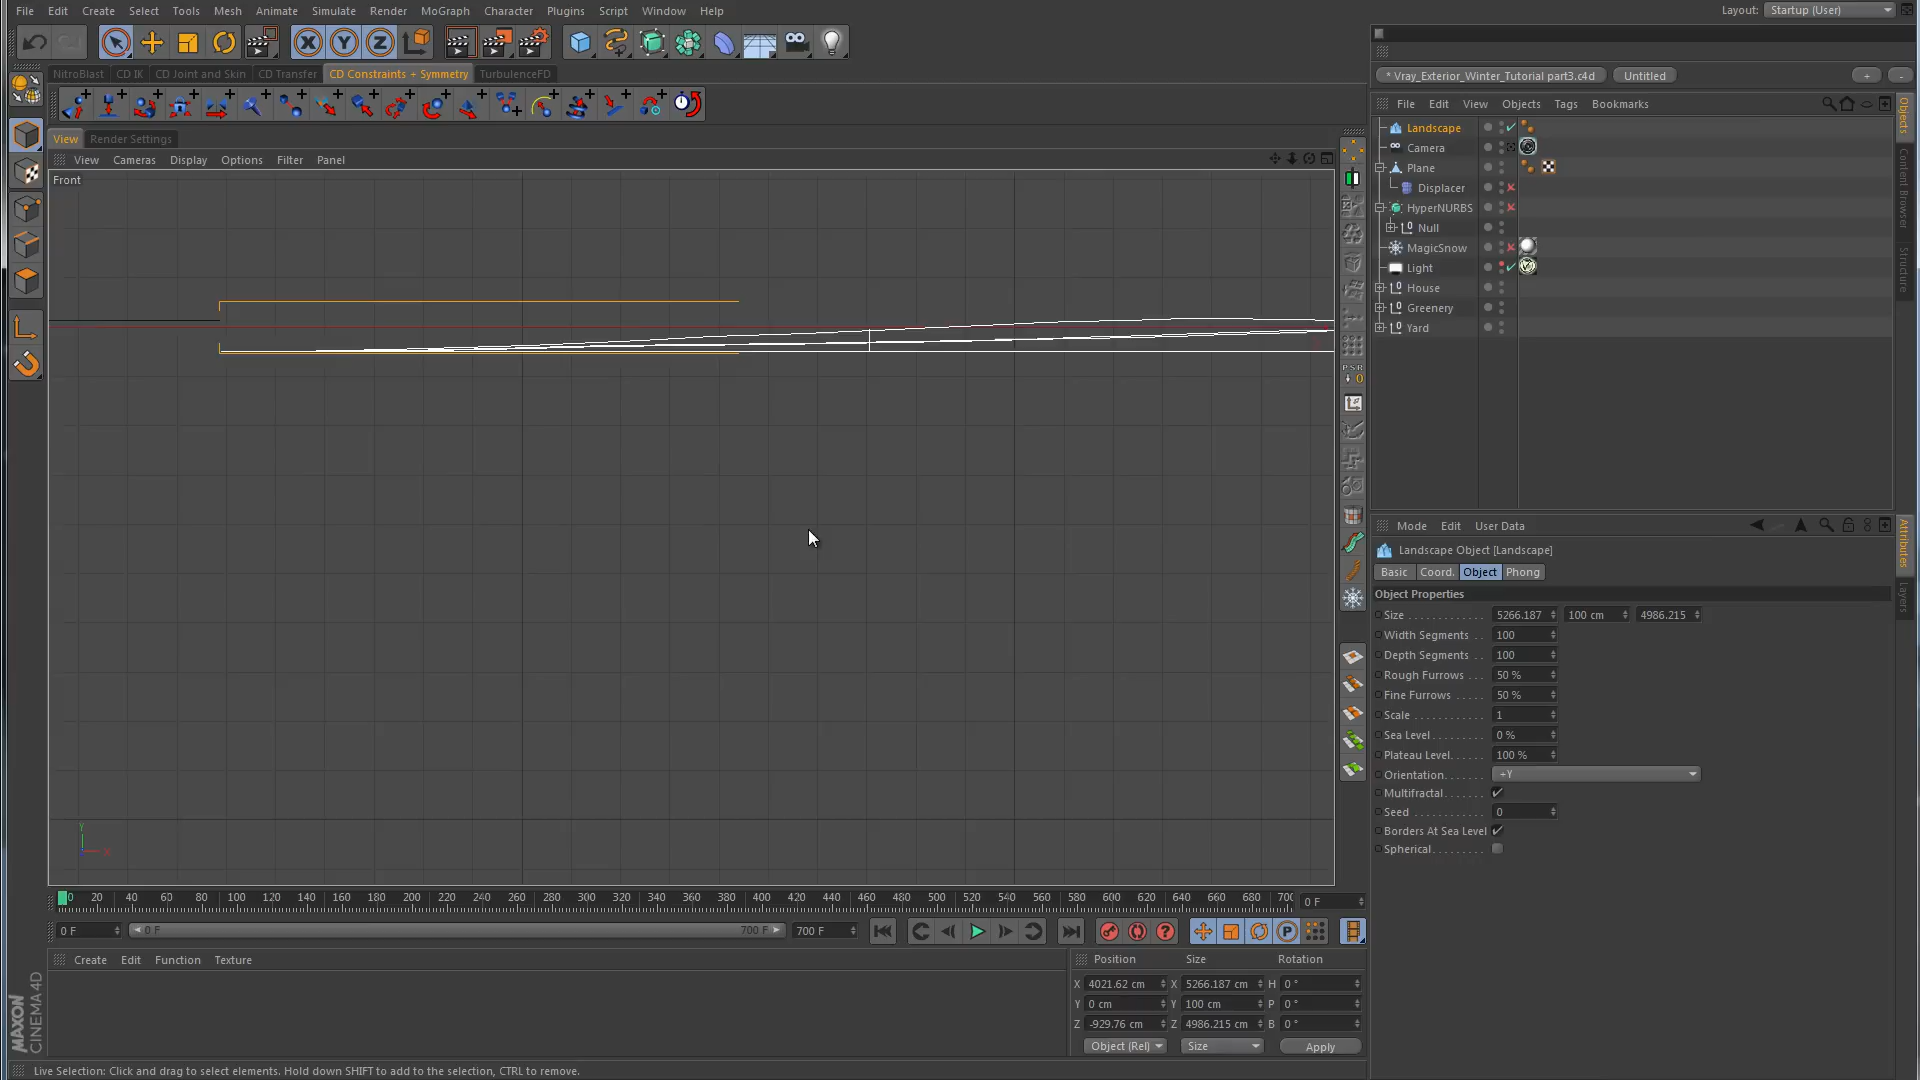 File Edit Create Select Tools Mesh Animate Simulate Render MoGraph Character Plugins Script Window Help
Layout: Startup (User)
NitroBlast CD IK CD Joint and Skin CD Transfer CD Constraints + Symmetry TurbulenceFD
View Render Settings
View Cameras Display Options Filter Panel
Front
Y
X
PSR
0
0 20 40 60 80 100 120 140 160 180 200 220 240 260 280 300 320 340 360 380 400 420 440 460 480 500 520 540 560 580 600 620 640 660 680 700
0 F
0 F 0 F 700 F 700 F
Create Edit Function Texture
MAXON
CINEMA 4D
Position Size Rotation
X 4021.62 cm X 5266.187 cm H 0 °
Y 0 cm Y 100 cm P 0 °
Z -929.76 cm Z 4986.215 cm B 0 °
Object (Rel) Size Apply
Live Selection: Click and drag to select elements. Hold down SHIFT to add to the selection, CTRL to remove.
* Vray_Exterior_Winter_Tutorial part3.c4d Untitled + -
File Edit View Objects Tags Bookmarks
Landscape
Camera
Plane
Displacer
HyperNURBS
Null
MagicSnow
Light
House
Greenery
Yard
Objects
Content Browser
Structure
Mode Edit User Data
Landscape Object [Landscape]
Basic Coord. Object Phong
Object Properties
Size 5266.187 100 cm 4986.215
Width Segments 100
Depth Segments 100
Rough Furrows 50 %
Fine Furrows 50 %
Scale 1
Sea Level 0 %
Plateau Level 100 %
Orientation +Y
Multifractal
Seed 0
Borders At Sea Level
Spherical
Attributes
Layers